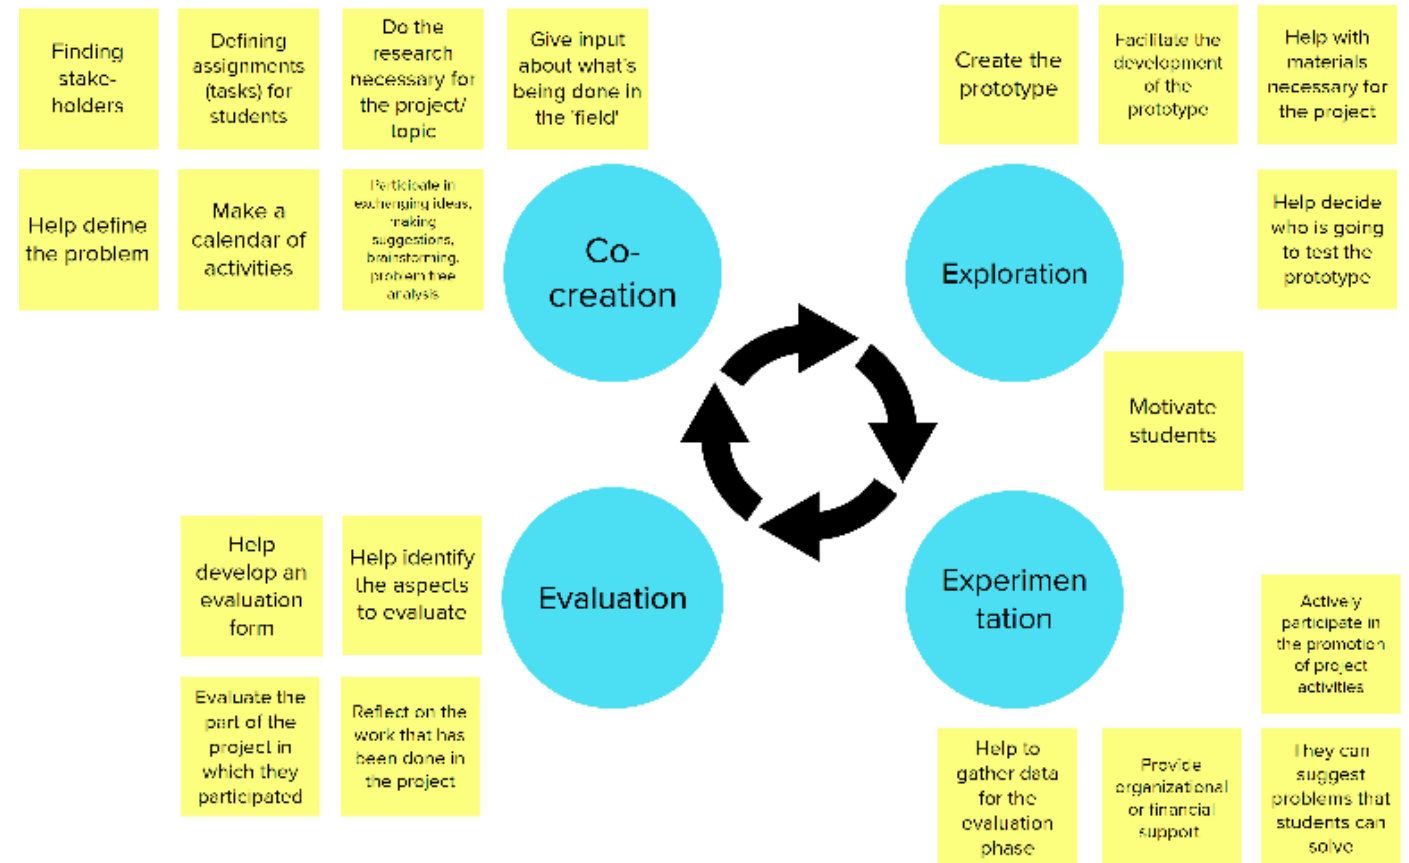 Finding
stake-
holders
Defining
assignments
(tasks) for
students
Do the
research
necessary for
the project/
topic
Give input
about what's
being done in
the 'field'
Help define
the problem
Make a
calendar of
activities
Participate in
exchanging ideas,
making
suggestions,
brainstorming,
problem tree
analysis
Co-
creation
Create the
prototype
Facilitate the
development
of the
prototype
Help with
materials
necessary for
the project
Exploration
Help decide
who is going
to test the
prototype
Motivate
students
Help
develop an
evaluation
form
Help identify
the aspects
to evaluate
Evaluation
Evaluate the
part of the
project in
which they
participated
Reflect on the
work that has
been done in
the project
Experimen
tation
Actively
participate in
the promotion
of project
activities
Help to
gather data
for the
evaluation
phase
Provide
organizational
or financial
support
They can
suggest
problems that
students can
solve